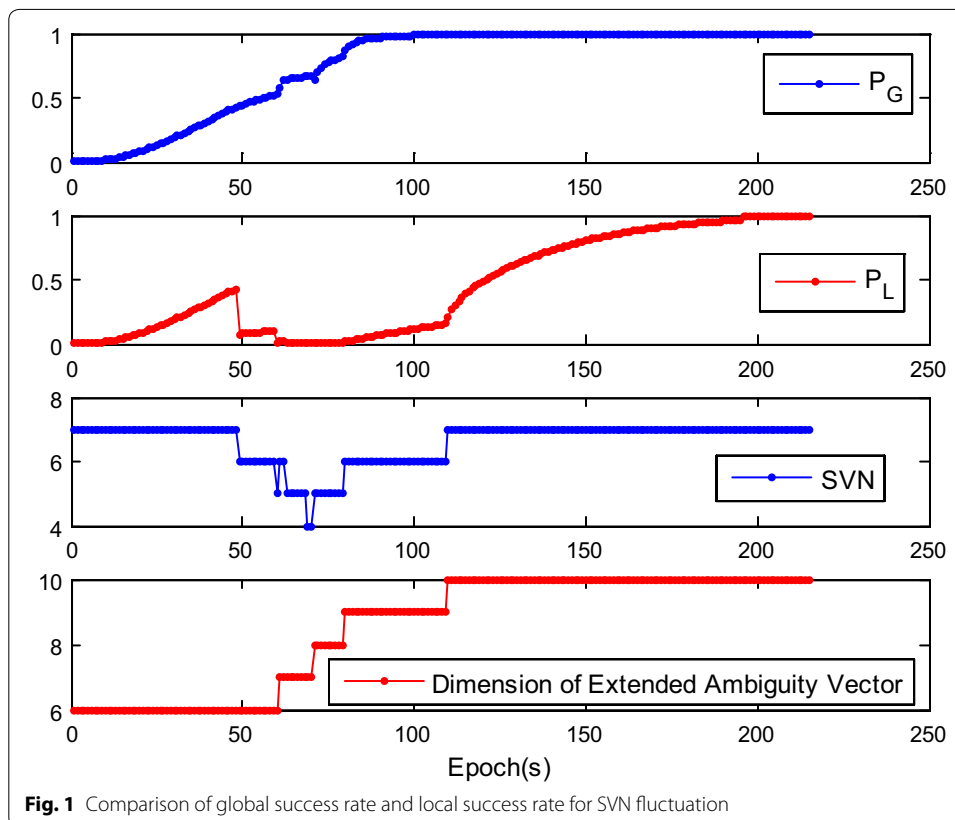 1
0.5
0
P_G
0 50 100 150 200 250
1
0.5
0
P_L
0 50 100 150 200 250
8
6
4
SVN
0 50 100 150 200 250
10
8
6
Dimension of Extended Ambiguity Vector
0 50 100 150 200 250
Epoch(s)
Fig. 1 Comparison of global success rate and local success rate for SVN fluctuation